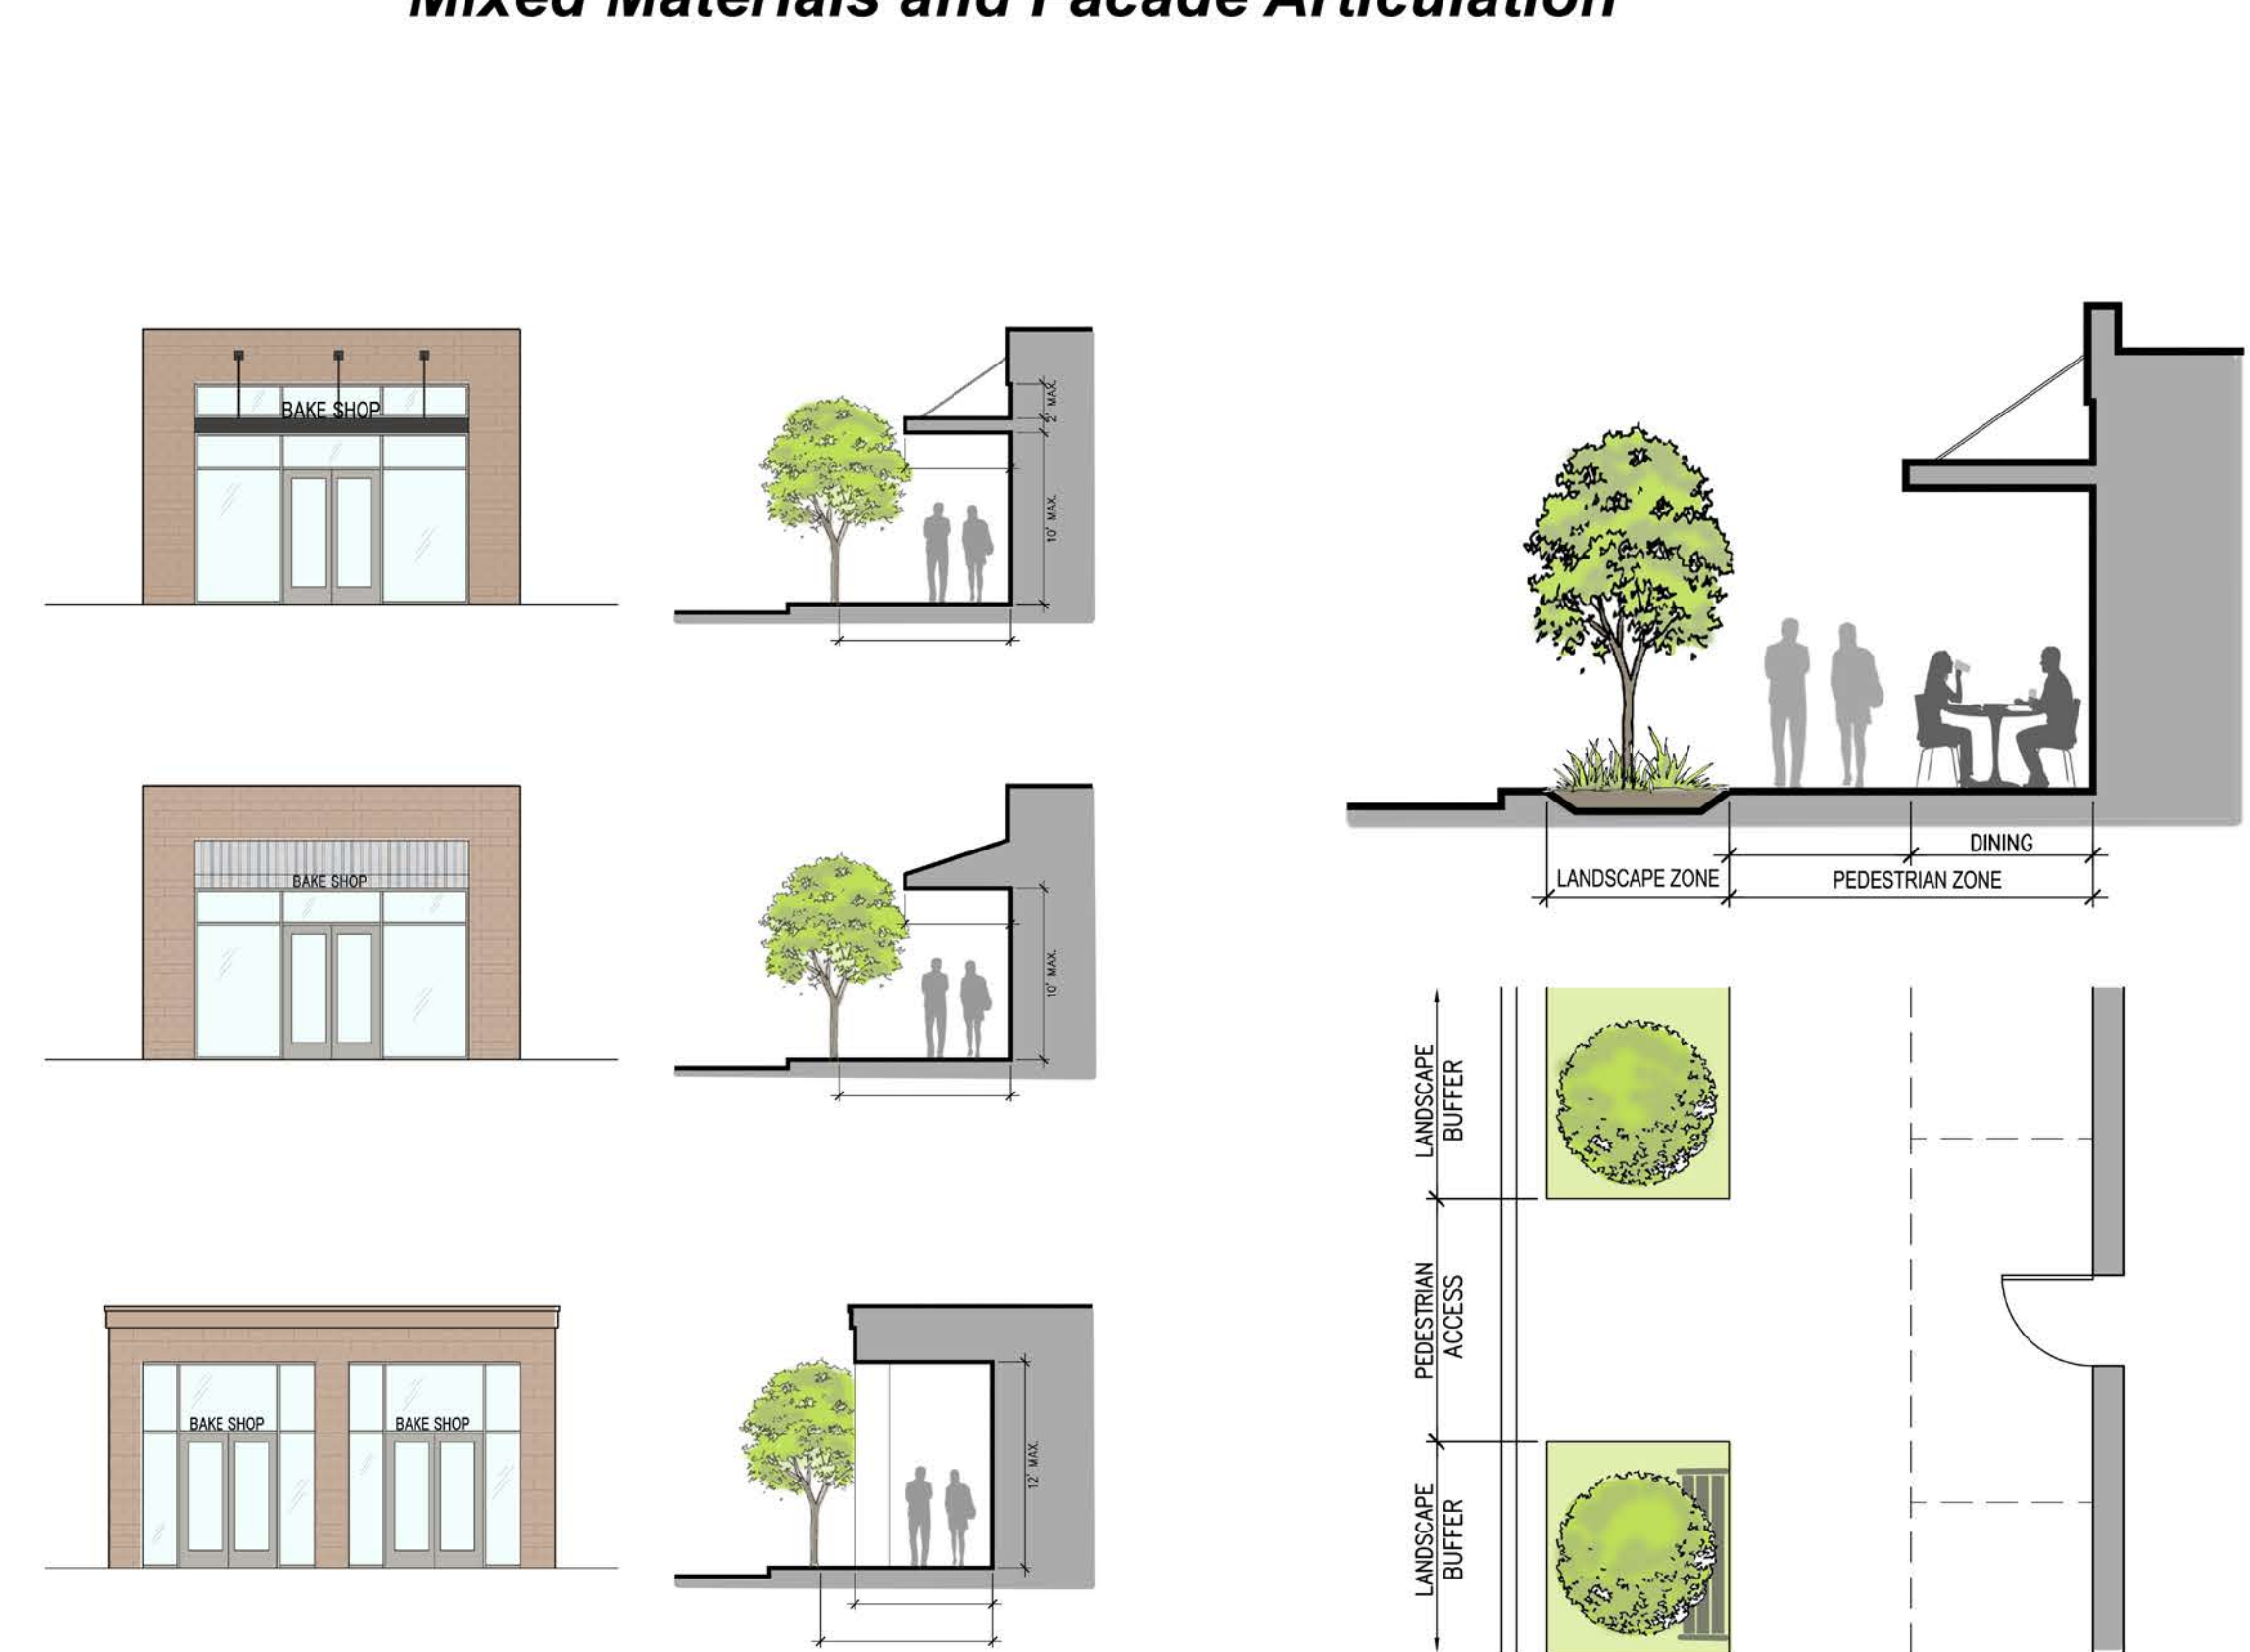 Mixed Materials and Facade Articulation
BAKE SHOP
2' MAX.
10' MAX.
BAKE SHOP
10' MAX.
BAKE SHOP
BAKE SHOP
12' MAX.
DINING
LANDSCAPE ZONE
PEDESTRIAN ZONE
LANDSCAPE
BUFFER
PEDESTRIAN
ACCESS
LANDSCAPE
BUFFER